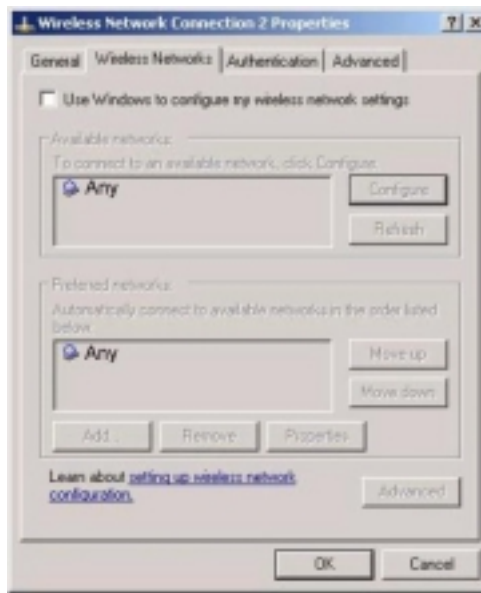 Wireless Network Connection 2 Properties
General Wireless Networks Authentication Advanced
Use Windows to configure my wireless network settings
Available networks:
To connect to an available network, click Configure.
Any
Configure
Refresh
Preferred networks:
Automatically connect to available networks in the order listed
below:
Any
Move up
Move down
Add... Remove Properties
Learn about setting up wireless network
configuration.
Advanced
OK Cancel